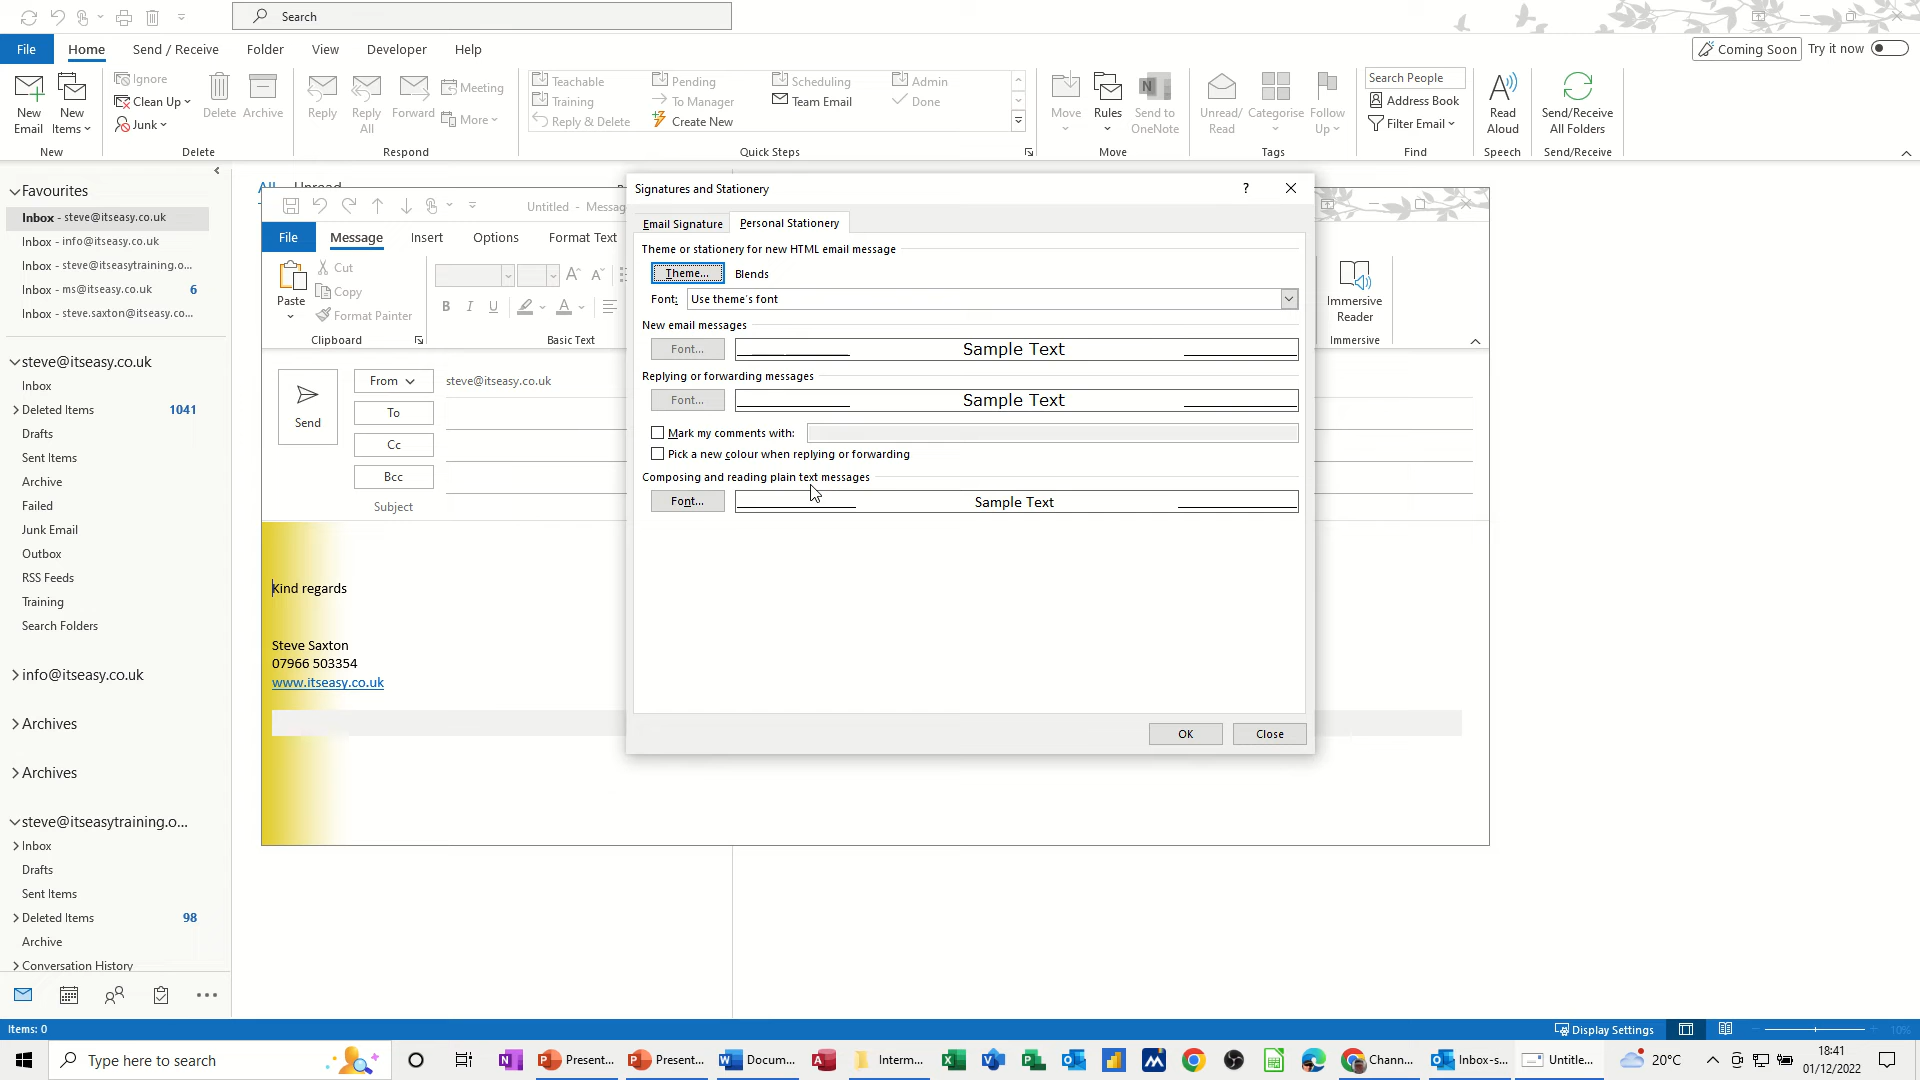 Search
File
Home
Send / Receive
Folder
View
Developer
Help
Coming Soon
Try it now
New
Email
New
Items
New
Ignore
Clean Up
Junk
Delete
Archive
Delete
Reply
Reply
All
Forward
Meeting
More
Respond
Teachable
Training
Reply & Delete
Pending
To Manager
Create New
Scheduling
Team Email
Admin
Done
Quick Steps
Move
Rules
Send to
OneNote
Move
Unread/
Read
Categorise
Follow
Up
Tags
Search People
Address Book
Filter Email
Find
Read
Aloud
Speech
Send/Receive
All Folders
Send/Receive
Favourites
Inbox - steve@itseasy.co.uk
Inbox - info@itseasy.co.uk
Inbox - steve@itseasytraining.o...
Inbox - ms@itseasy.co.uk 6
Inbox - steve.saxton@itseasy.co...
steve@itseasy.co.uk
Inbox
Deleted Items 1041
Drafts
Sent Items
Archive
Failed
Junk Email
Outbox
RSS Feeds
Training
Search Folders
info@itseasy.co.uk
Archives
Archives
steve@itseasytraining.o...
Inbox
Drafts
Sent Items
Deleted Items 98
Archive
Conversation History
All Unread
Untitled - Messag
File
Message
Insert
Options
Format Text
Paste
Cut
Copy
Format Painter
Clipboard
B I U
A
Basic Text
Immersive
Reader
Immersive
Send
From
steve@itseasy.co.uk
To
Cc
Bcc
Subject
Kind regards
Steve Saxton
07966 503354
www.itseasy.co.uk
Signatures and Stationery
?
Email Signature
Personal Stationery
Theme or stationery for new HTML email message
Theme... Blends
Font: Use theme's font
New email messages
Font... Sample Text
Replying or forwarding messages
Font... Sample Text
Mark my comments with:
Pick a new colour when replying or forwarding
Composing and reading plain text messages
Font... Sample Text
OK
Close
Items: 0
Display Settings
10%
Type here to search
Present...
Present...
Docum...
Interm...
Chann...
Inbox - s...
Untitle...
20°C
18:41
01/12/2022